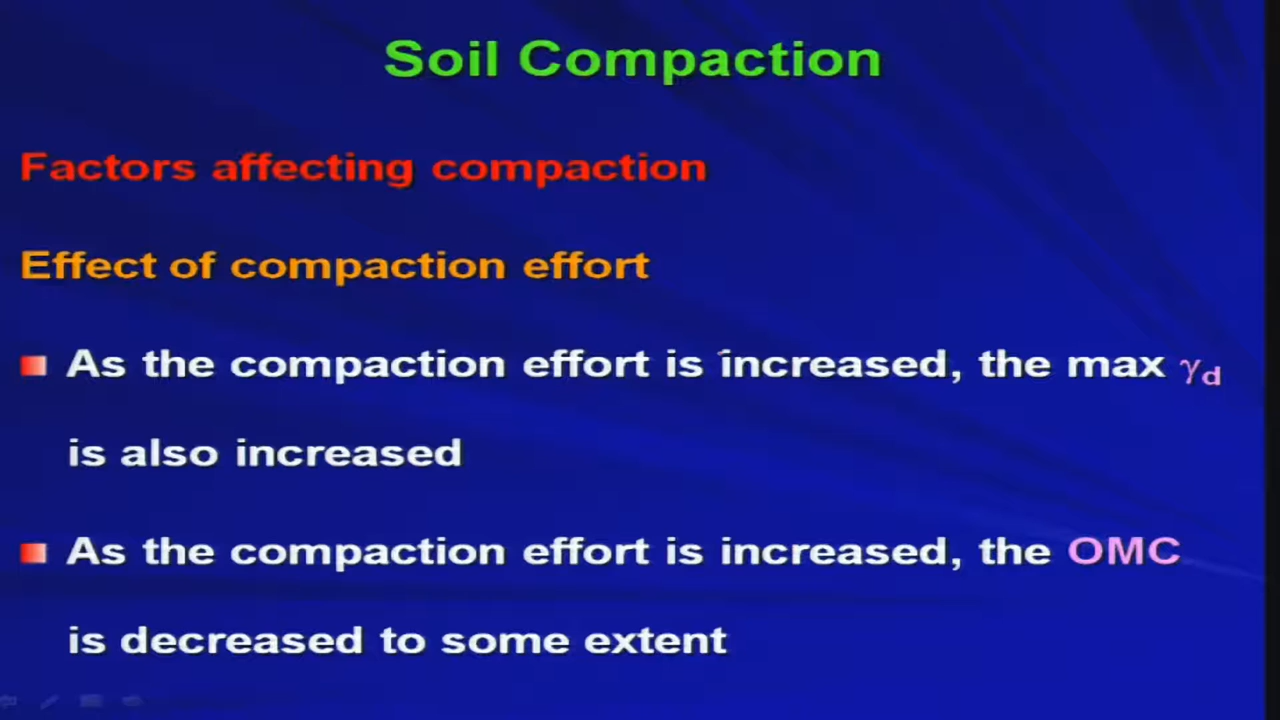 Soil Compaction
Factors affecting compaction
Effect of compaction effort
As the compaction effort is increased, the max γd
is also increased
As the compaction effort is increased, the OMC
is decreased to some extent